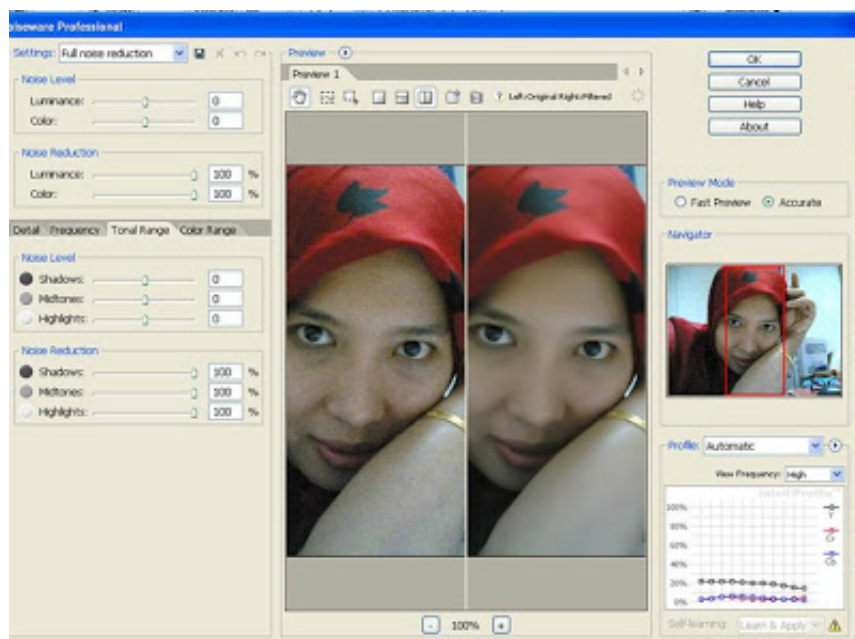 oiseware Professional
Settings: Full noise reduction
Noise Level
Luminance: 0
Color: 0
Noise Reduction
Luminance: 100 %
Color: 100 %
Detail Frequency Tonal Range Color Range
Noise Level
Shadows: 0
Midtones: 0
Highlights: 0
Noise Reduction
Shadows: 100 %
Midtones: 100 %
Highlights: 100 %
Preview
Preview 1
Left:Original Right:Filtered
- 100% +
OK
Cancel
Help
About
Preview Mode
Fast Preview Accurate
Navigator
Profile: Automatic
View Frequency: High
IntelliProfile
100%
80%
60%
40%
20%
0%
Y
Cr
Cb
Self-learning: Learn & Apply